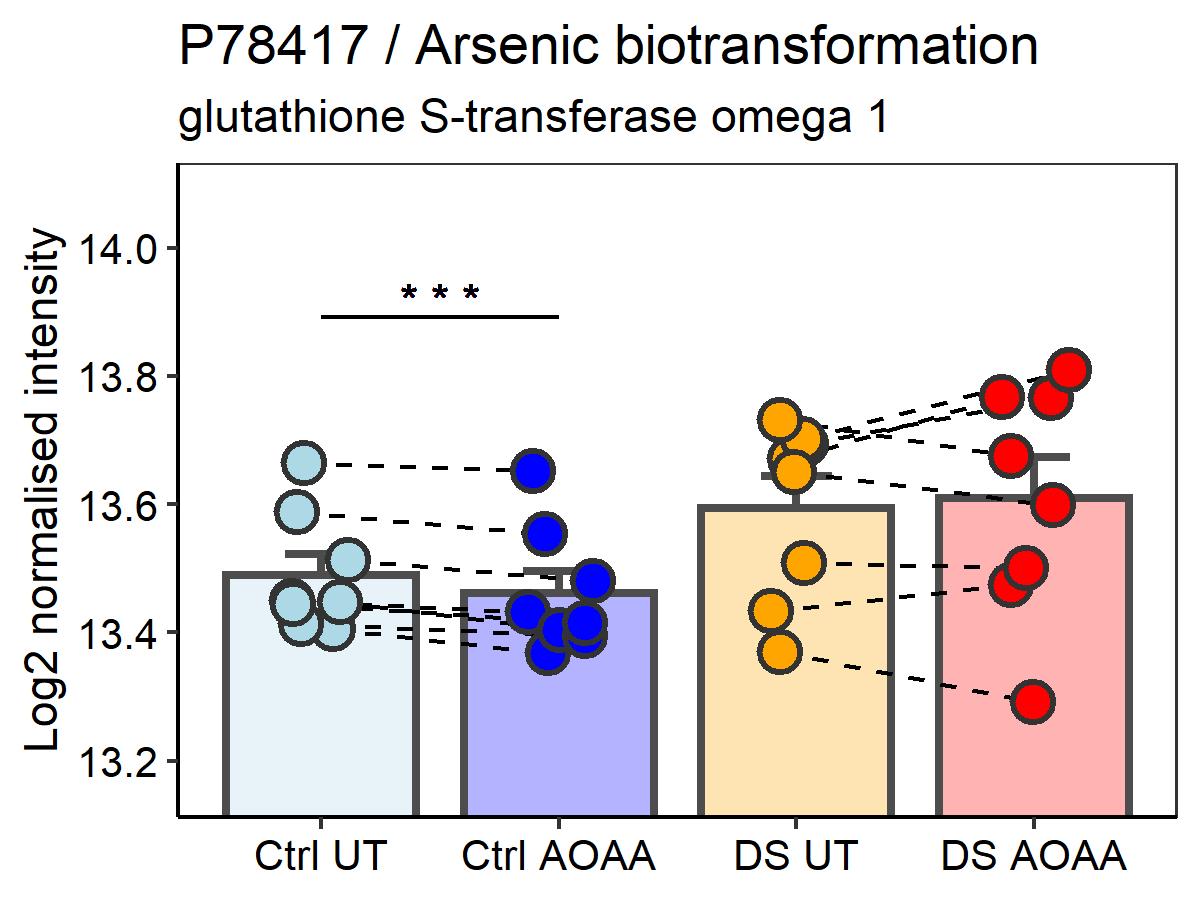 P78417 / Arsenic biotransformation
glutathione S-transferase omega 1
Log2 normalised intensity
14.0
13.8
13.6
13.4
13.2
* * *
Ctrl UT
Ctrl AOAA
DS UT
DS AOAA